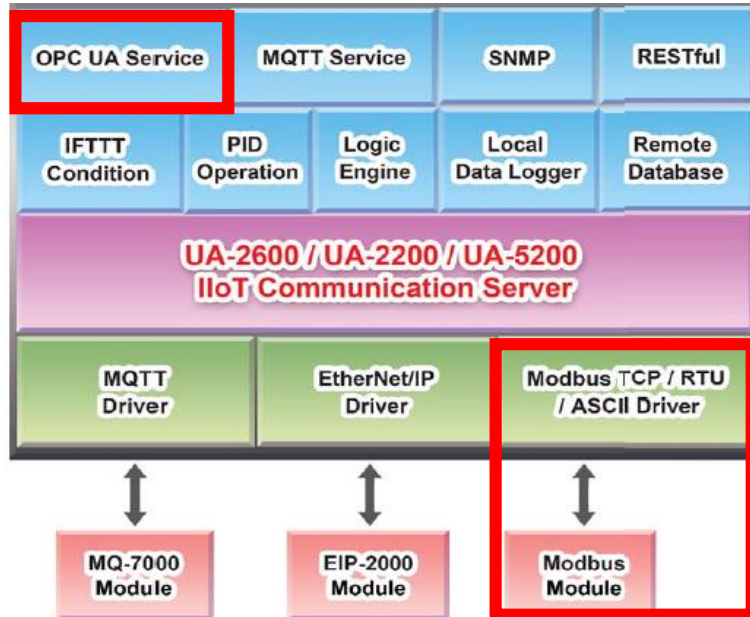 OPC UA Service
MQTT Service
SNMP
RESTful
IFTTT
Condition
PID
Operation
Logic
Engine
Local
Data Logger
Remote
Database
UA-2600 / UA-2200 / UA-5200
IIoT Communication Server
MQTT
Driver
EtherNet/IP
Driver
Modbus TCP / RTU
/ ASCII Driver
MQ-7000
Module
EIP-2000
Module
Modbus
Module